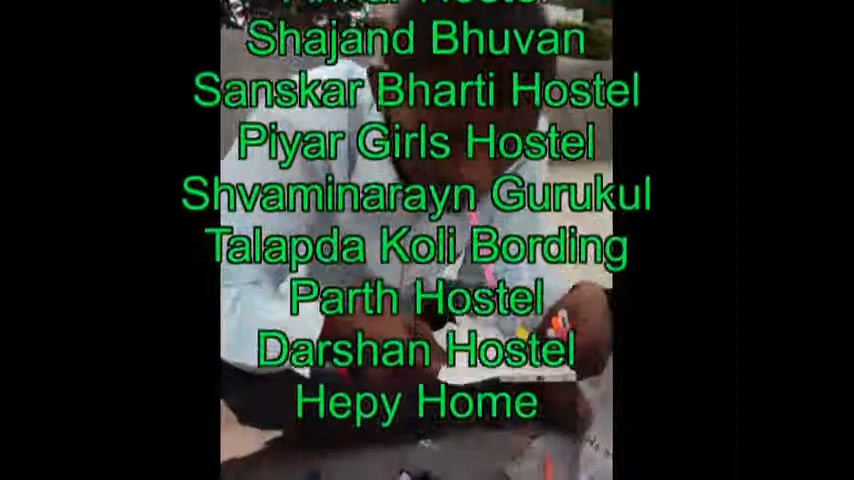 Hostel
Shajand Bhuvan
Sanskar Bharti Hostel
Piyar Girls Hostel
Shvaminarayn Gurukul
Talapda Koli Bording
Parth Hostel
Darshan Hostel
Hepy Home